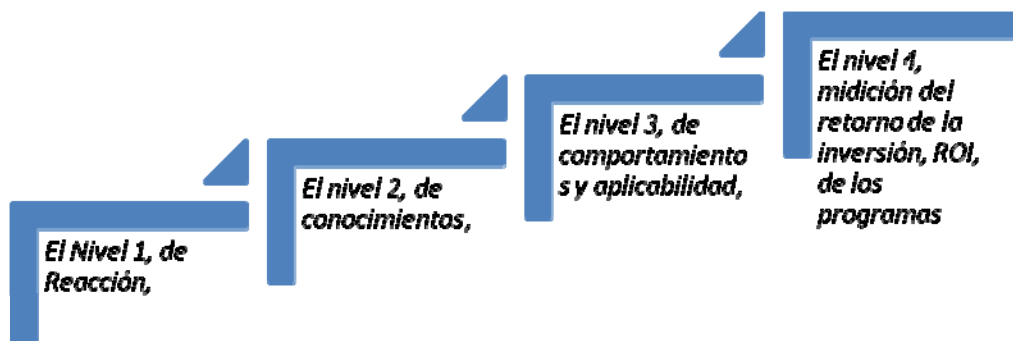 El Nivel 1, de
Reacción,
El nivel 2, de
conocimientos,
El nivel 3, de
comportamiento
s y aplicabilidad,
El nivel 4,
midición del
retorno de la
inversión, ROI,
de los
programas